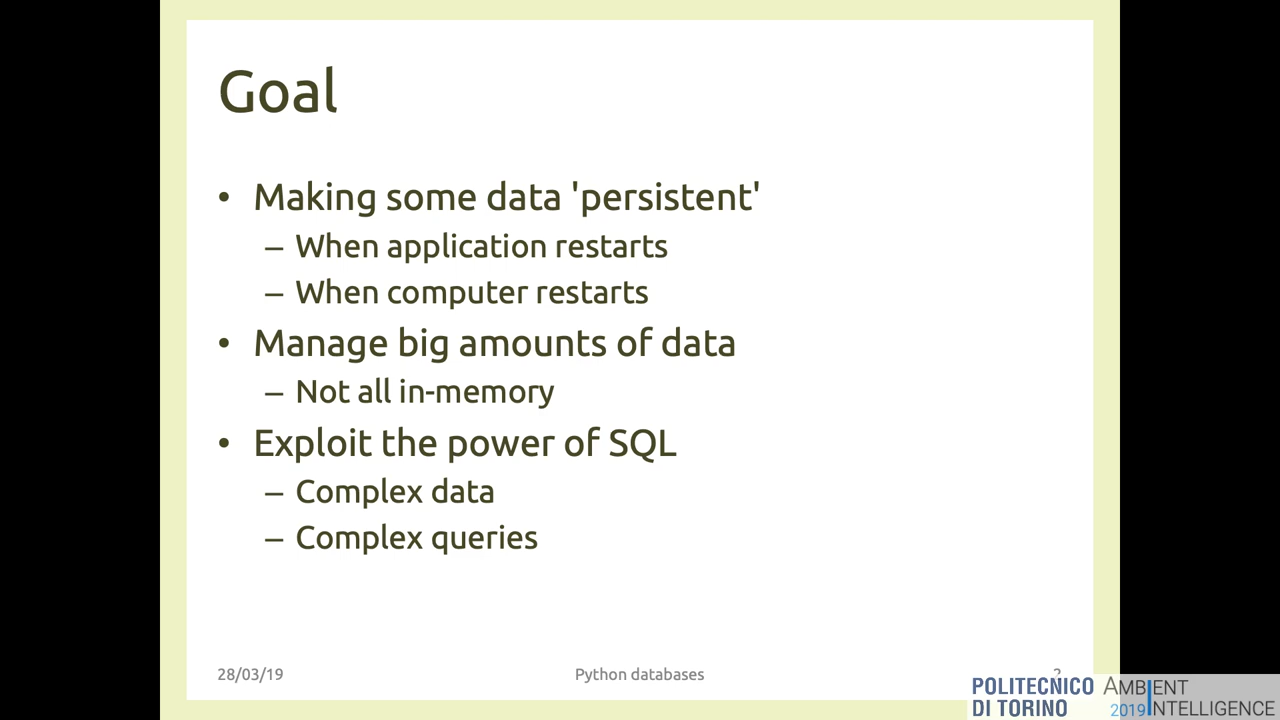 Goal
• Making some data 'persistent'
– When application restarts
– When computer restarts
• Manage big amounts of data
– Not all in-memory
• Exploit the power of SQL
– Complex data
– Complex queries
28/03/19
Python databases
2
POLITECNICO
DI TORINO
AMBIENT
2019 INTELLIGENCE